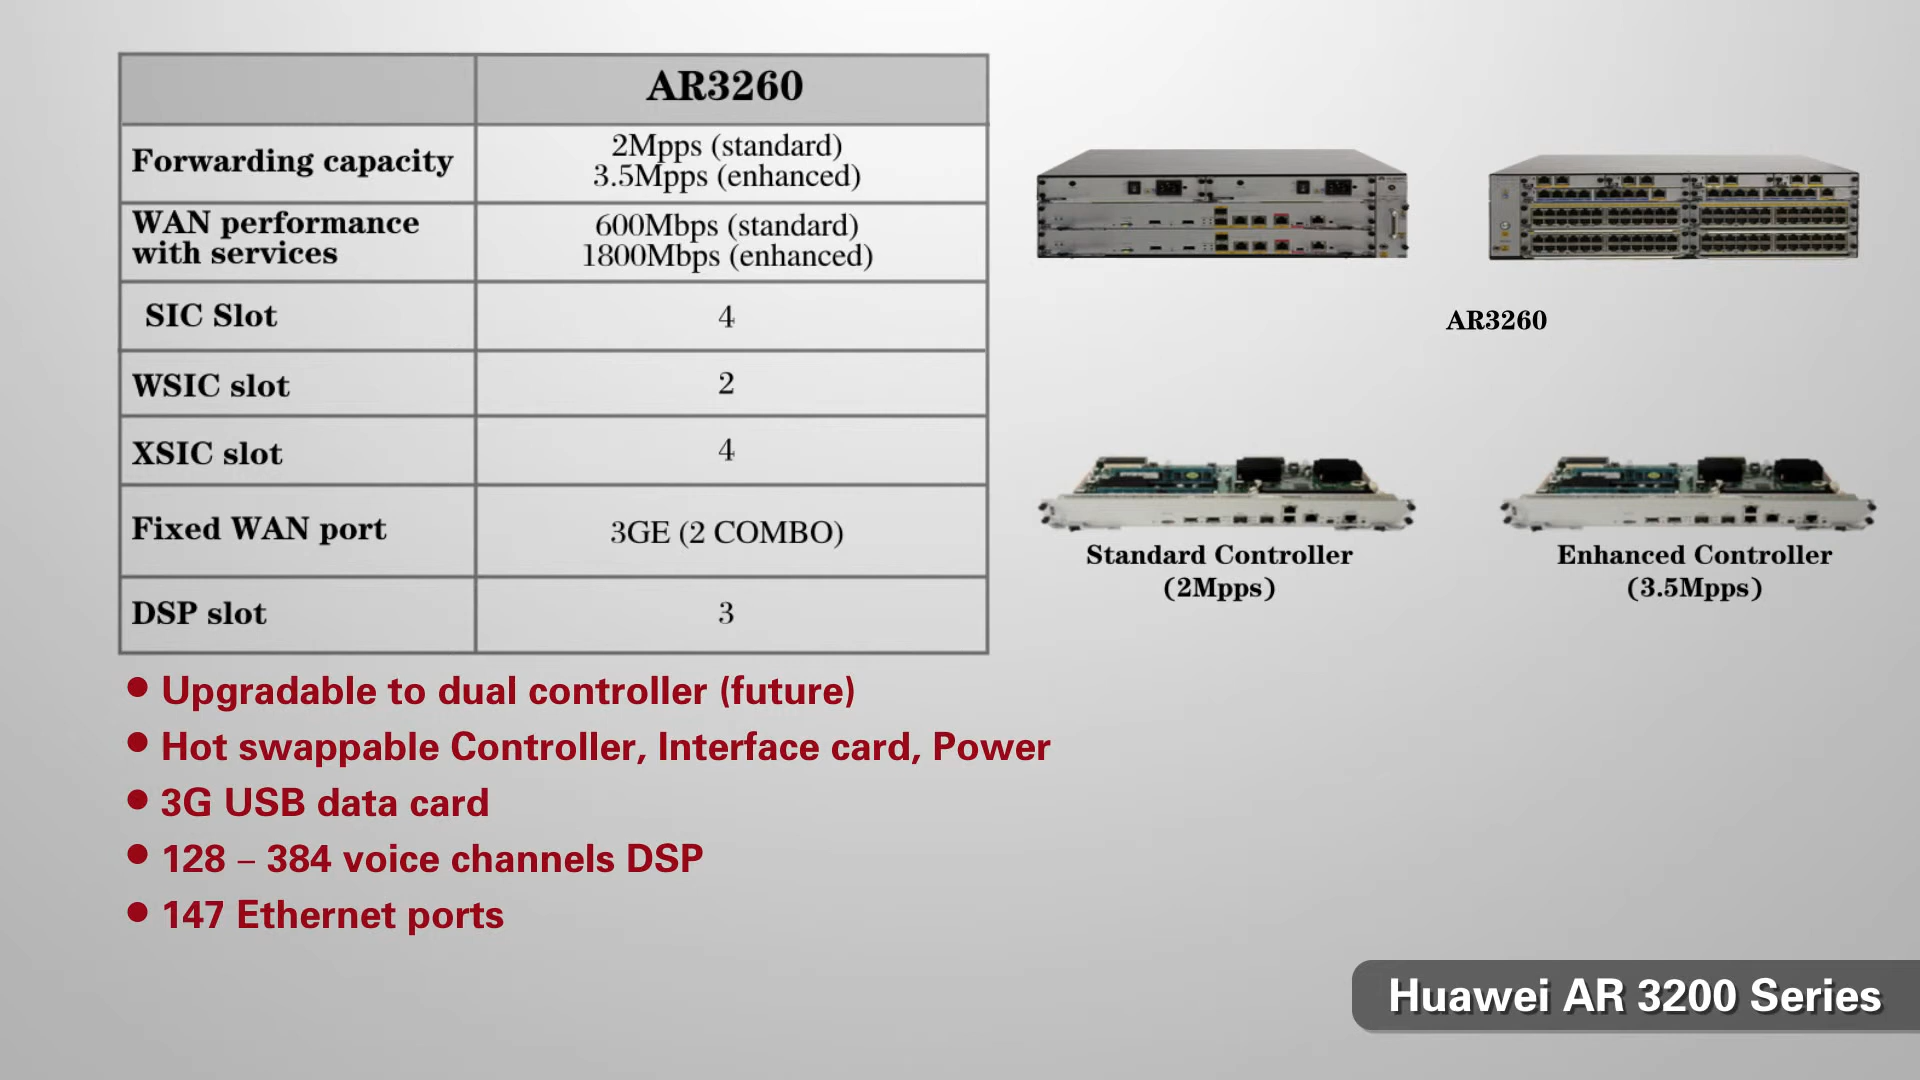 AR3260
Forwarding capacity
2Mpps (standard)
3.5Mpps (enhanced)
WAN performance
with services
600Mbps (standard)
1800Mbps (enhanced)
SIC Slot
4
WSIC slot
2
XSIC slot
4
Fixed WAN port
3GE (2 COMBO)
DSP slot
3
AR3260
Standard Controller
(2Mpps)
Enhanced Controller
(3.5Mpps)
• Upgradable to dual controller (future)
• Hot swappable Controller, Interface card, Power
• 3G USB data card
• 128 – 384 voice channels DSP
• 147 Ethernet ports
Huawei AR 3200 Series